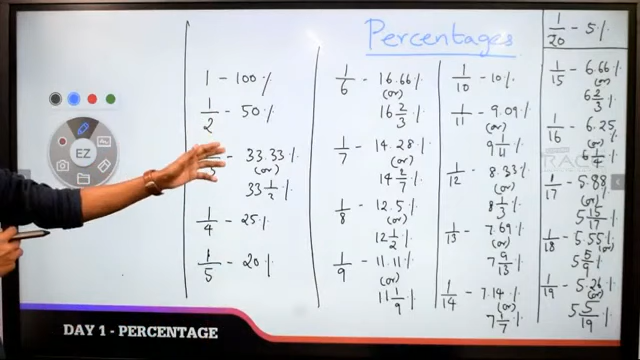 Percentages
1 - 100 %
1/2 - 50 %
3 - 33.33 %
(or)
33 1/3 %
1/4 - 25 %
1/5 - 20 %
1/6 - 16.66 %
(or)
16 2/3 %
1/7 - 14.28 %
(or)
14 2/7 %
1/8 - 12.5 %
(or)
12 1/2 %
1/9 - 11.11 %
(or)
11 1/9 %
1/10 - 10 %
1/11 - 9.09 %
(or)
9 1/11 %
1/12 - 8.33 %
(or)
8 1/3 %
1/13 - 7.69 %
(or)
7 9/13 %
1/14 - 7.14 %
(or)
7 1/7 %
1/20 - 5 %
1/15 - 6.66 %
(or)
6 2/3 %
1/16 - 6.25 %
(or)
6 1/4 %
1/17 - 5.88 %
(or)
5 15/17 %
1/18 - 5.55 %
(or)
5 5/9 %
1/19 - 5.26 %
(or)
5 5/19 %
EZ
DAY 1 - PERCENTAGE